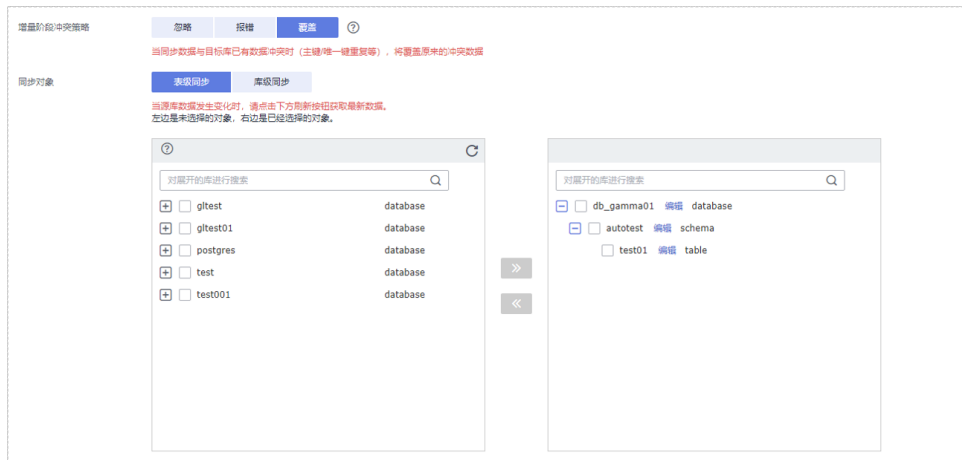 增量阶段冲突策略 忽略 报错 覆盖
当同步数据与目标库已有数据冲突时（主键/唯一键重复等），将覆盖原来的冲突数据
同步对象 表级同步 库级同步
当源库数据发生变化时，请点击下方刷新按钮获取最新数据。
左边是未选择的对象，右边是已经选择的对象。
对展开的库进行搜索
gltest database
gltest01 database
postgres database
test database
test001 database
对展开的库进行搜索
db_gamma01 编辑 database
autotest 编辑 schema
test01 编辑 table